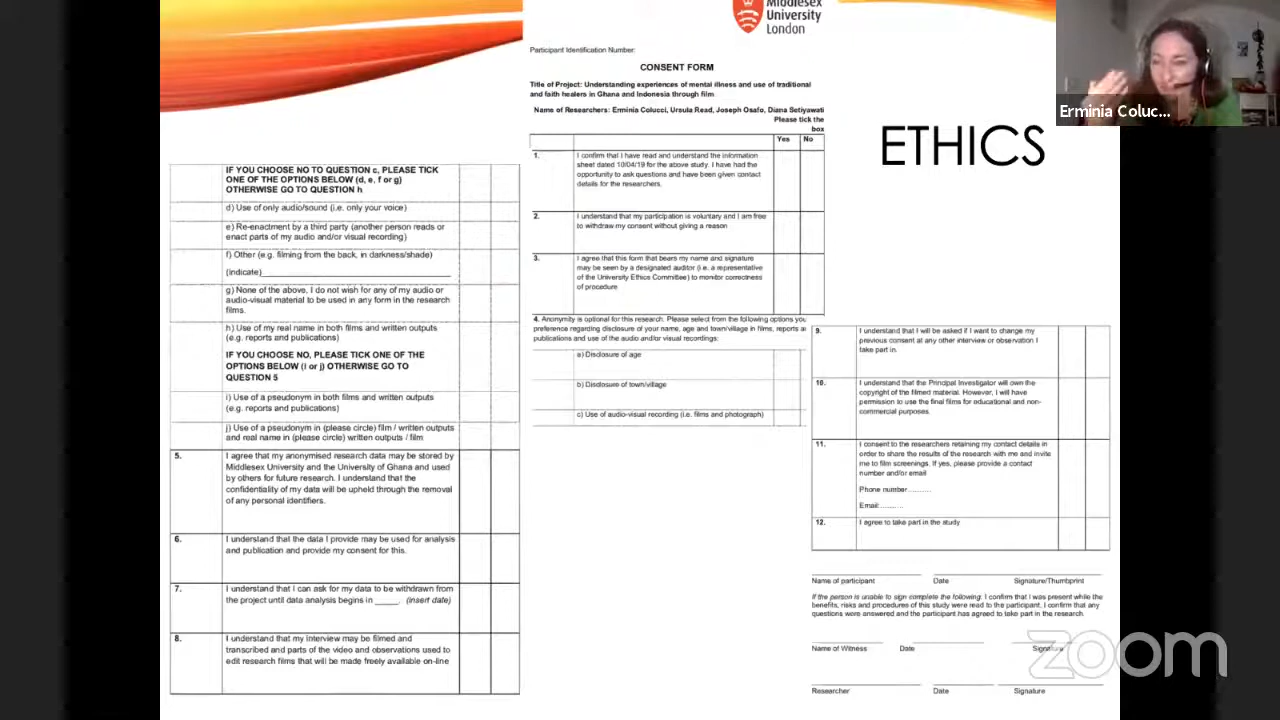 Middlesex
University
London
Participant Identification Number:
CONSENT FORM
Title of Project: Understanding experiences of mental illness and use of traditional
and faith healers in Ghana and Indonesia through film
Name of Researchers: Erminia Colucci, Ursula Read, Joseph Osafo, Diana Setiyawati
Please tick the
box
Yes No
1. I confirm that I have read and understand the information
sheet dated 10/04/19 for the above study. I have had the
opportunity to ask questions and have been given contact
details for the researchers.
2. I understand that my participation is voluntary and I am free
to withdraw my consent without giving a reason
3. I agree that this form that bears my name and signature
may be seen by a designated auditor (i.e. a representative
of the University Ethics Committee) to monitor correctness
of procedure
4. Anonymity is optional for this research. Please select from the following options you
preference regarding disclosure of your name, age and town/village in films, reports a
publications and use of the audio and/or visual recordings:
a) Disclosure of age
b) Disclosure of town/village
c) Use of audio-visual recording (i.e. films and photograph)
IF YOU CHOOSE NO TO QUESTION c, PLEASE TICK
ONE OF THE OPTIONS BELOW (d, e, f or g)
OTHERWISE GO TO QUESTION h
d) Use of only audio/sound (i.e. only your voice)
e) Re-enactment by a third party (another person reads or
enact parts of my audio and/or visual recording)
f) Other (e.g. filming from the back, in darkness/shade)
(indicate)
g) None of the above, I do not wish for any of my audio or
audio-visual material to be used in any form in the research
films.
h) Use of my real name in both films and written outputs
(e.g. reports and publications)
IF YOU CHOOSE NO, PLEASE TICK ONE OF THE
OPTIONS BELOW (i or j) OTHERWISE GO TO
QUESTION 5
i) Use of a pseudonym in both films and written outputs
(e.g. reports and publications)
j) Use of a pseudonym in (please circle) film / written outputs
and real name in (please circle) written outputs / film
5. I agree that my anonymised research data may be stored by
Middlesex University and the University of Ghana and used
by others for future research. I understand that the
confidentiality of my data will be upheld through the removal
of any personal identifiers.
6. I understand that the data I provide may be used for analysis
and publication and provide my consent for this.
7. I understand that I can ask for my data to be withdrawn from
the project until data analysis begins in _____. (insert date)
8. I understand that my interview may be filmed and
transcribed and parts of the video and observations used to
edit research films that will be made freely available on-line
9. I understand that I will be asked if I want to change my
previous consent at any other interview or observation I
take part in.
10. I understand that the Principal Investigator will own the
copyright of the filmed material. However, I will have
permission to use the final films for educational and non-
commercial purposes.
11. I consent to the researchers retaining my contact details in
order to share the results of the research with me and invite
me to film screenings. If yes, please provide a contact
number and/or email
Phone number..........
Email:.........
12. I agree to take part in the study
Name of participant Date Signature/Thumbprint
If the person is unable to sign complete the following: I confirm that I was present while the
benefits, risks and procedures of this study were read to the participant. I confirm that any
questions were answered and the participant has agreed to take part in the research.
Name of Witness Date Signature
Researcher Date Signature
ETHICS
Erminia Coluc...
zoom